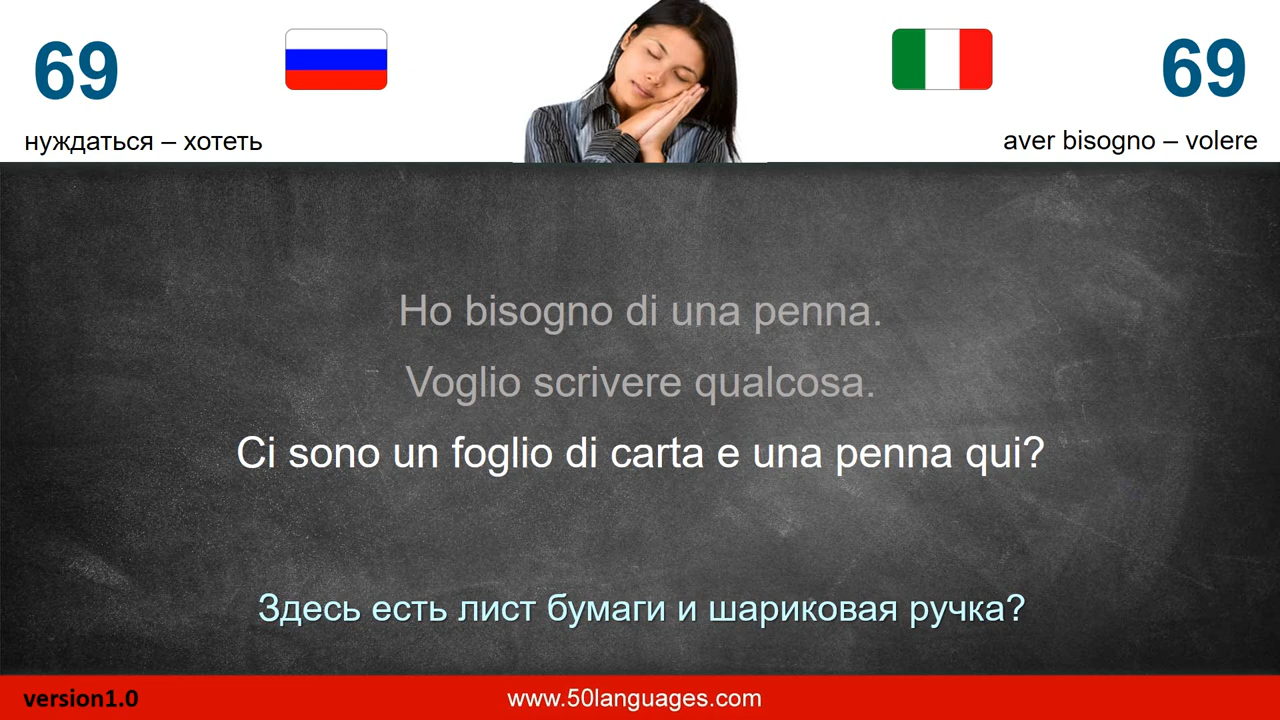 69
69
нуждаться – хотеть
aver bisogno – volere
Ho bisogno di una penna.
Voglio scrivere qualcosa.
Ci sono un foglio di carta e una penna qui?
Здесь есть лист бумаги и шариковая ручка?
version1.0
www.50languages.com